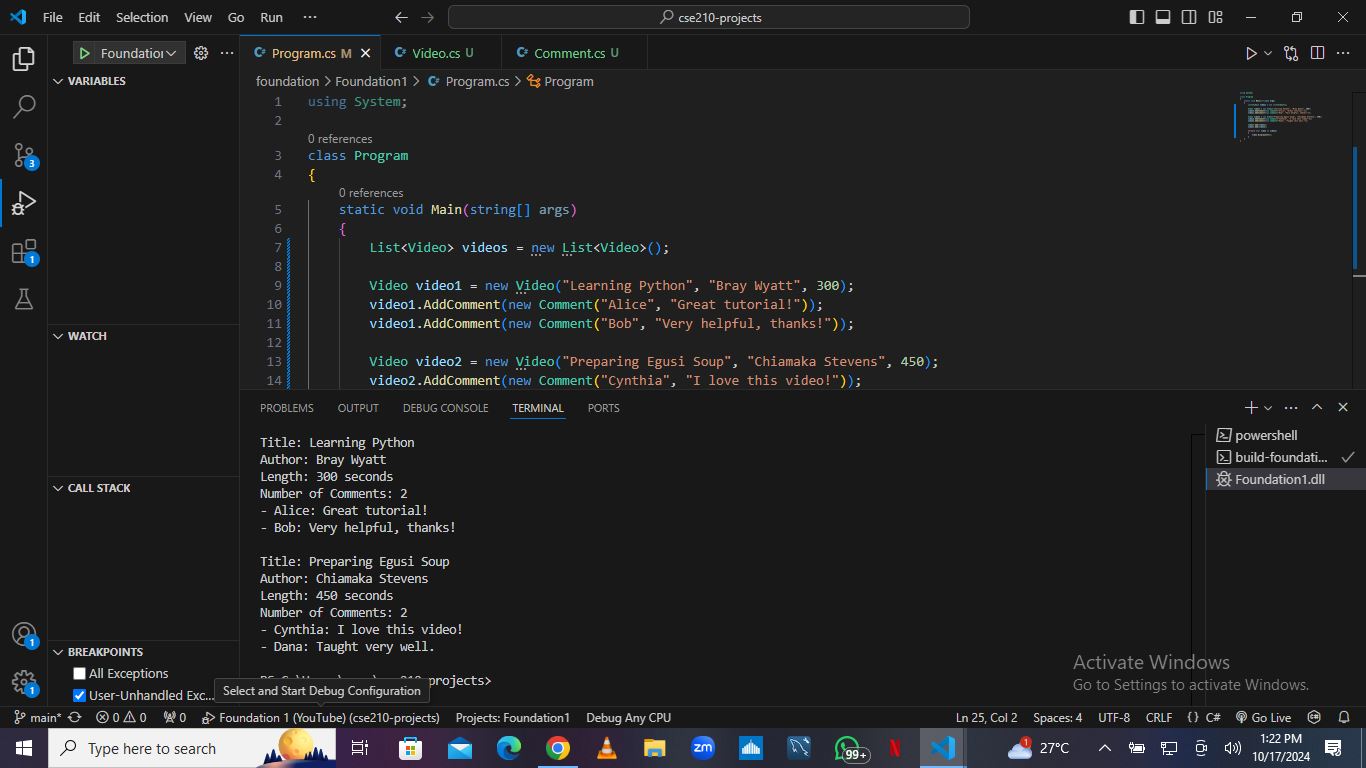 File Edit Selection View Go Run ··· cse210-projects
Foundation Program.cs M Video.cs U Comment.cs U
VARIABLES
WATCH
CALL STACK
BREAKPOINTS
All Exceptions
User-Unhandled Exc...
foundation > Foundation1 > Program.cs > Program
1 using System;
2
0 references
3 class Program
4 {
0 references
5 static void Main(string[] args)
6 {
7 List<Video> videos = new List<Video>();
8
9 Video video1 = new Video("Learning Python", "Bray Wyatt", 300);
10 video1.AddComment(new Comment("Alice", "Great tutorial!"));
11 video1.AddComment(new Comment("Bob", "Very helpful, thanks!"));
12
13 Video video2 = new Video("Preparing Egusi Soup", "Chiamaka Stevens", 450);
14 video2.AddComment(new Comment("Cynthia", "I love this video!"));
PROBLEMS OUTPUT DEBUG CONSOLE TERMINAL PORTS
Title: Learning Python
Author: Bray Wyatt
Length: 300 seconds
Number of Comments: 2
- Alice: Great tutorial!
- Bob: Very helpful, thanks!
Title: Preparing Egusi Soup
Author: Chiamaka Stevens
Length: 450 seconds
Number of Comments: 2
- Cynthia: I love this video!
- Dana: Taught very well.
projects>
powershell
build-foundati...
Foundation1.dll
Select and Start Debug Configuration
Activate Windows
Go to Settings to activate Windows.
3
1
1
1
main* 0 0 0 Foundation 1 (YouTube) (cse210-projects) Projects: Foundation1 Debug Any CPU Ln 25, Col 2 Spaces: 4 UTF-8 CRLF {} C# Go Live
Type here to search zm 99+ N 1 27°C 1:22 PM
10/17/2024